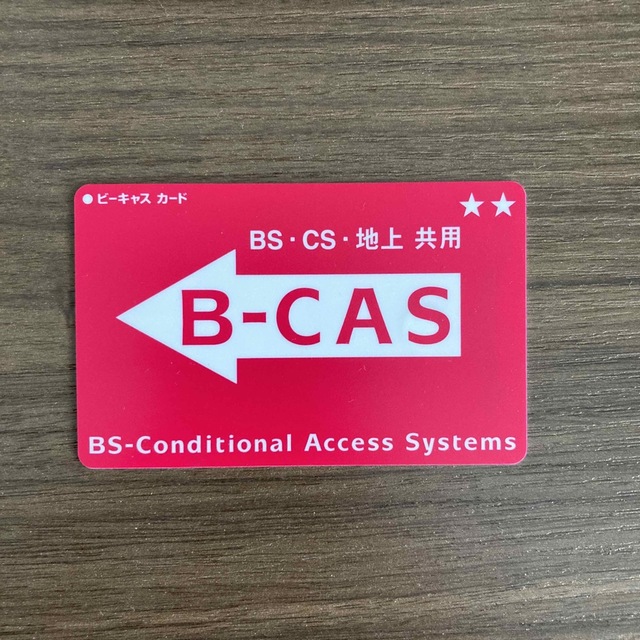 ● ビーキャス カード
★★
BS・CS・地上 共用
B-CAS
BS-Conditional Access Systems